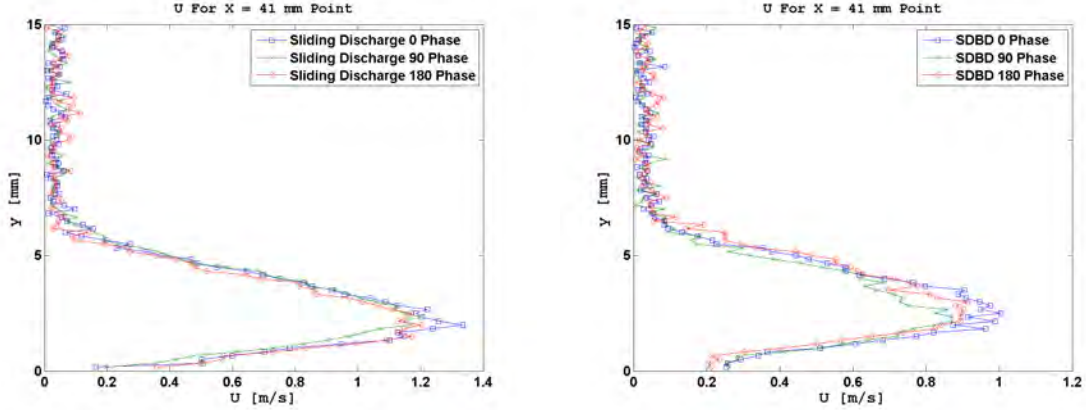 U For X = 41 mm Point
15
10
5
0
y [mm]
Sliding Discharge 0 Phase
Sliding Discharge 90 Phase
Sliding Discharge 180 Phase
0 0.2 0.4 0.6 0.8 1 1.2 1.4
U [m/s]
U For X = 41 mm Point
15
10
5
0
y [mm]
SDBD 0 Phase
SDBD 90 Phase
SDBD 180 Phase
0 0.2 0.4 0.6 0.8 1 1.2
U [m/s]